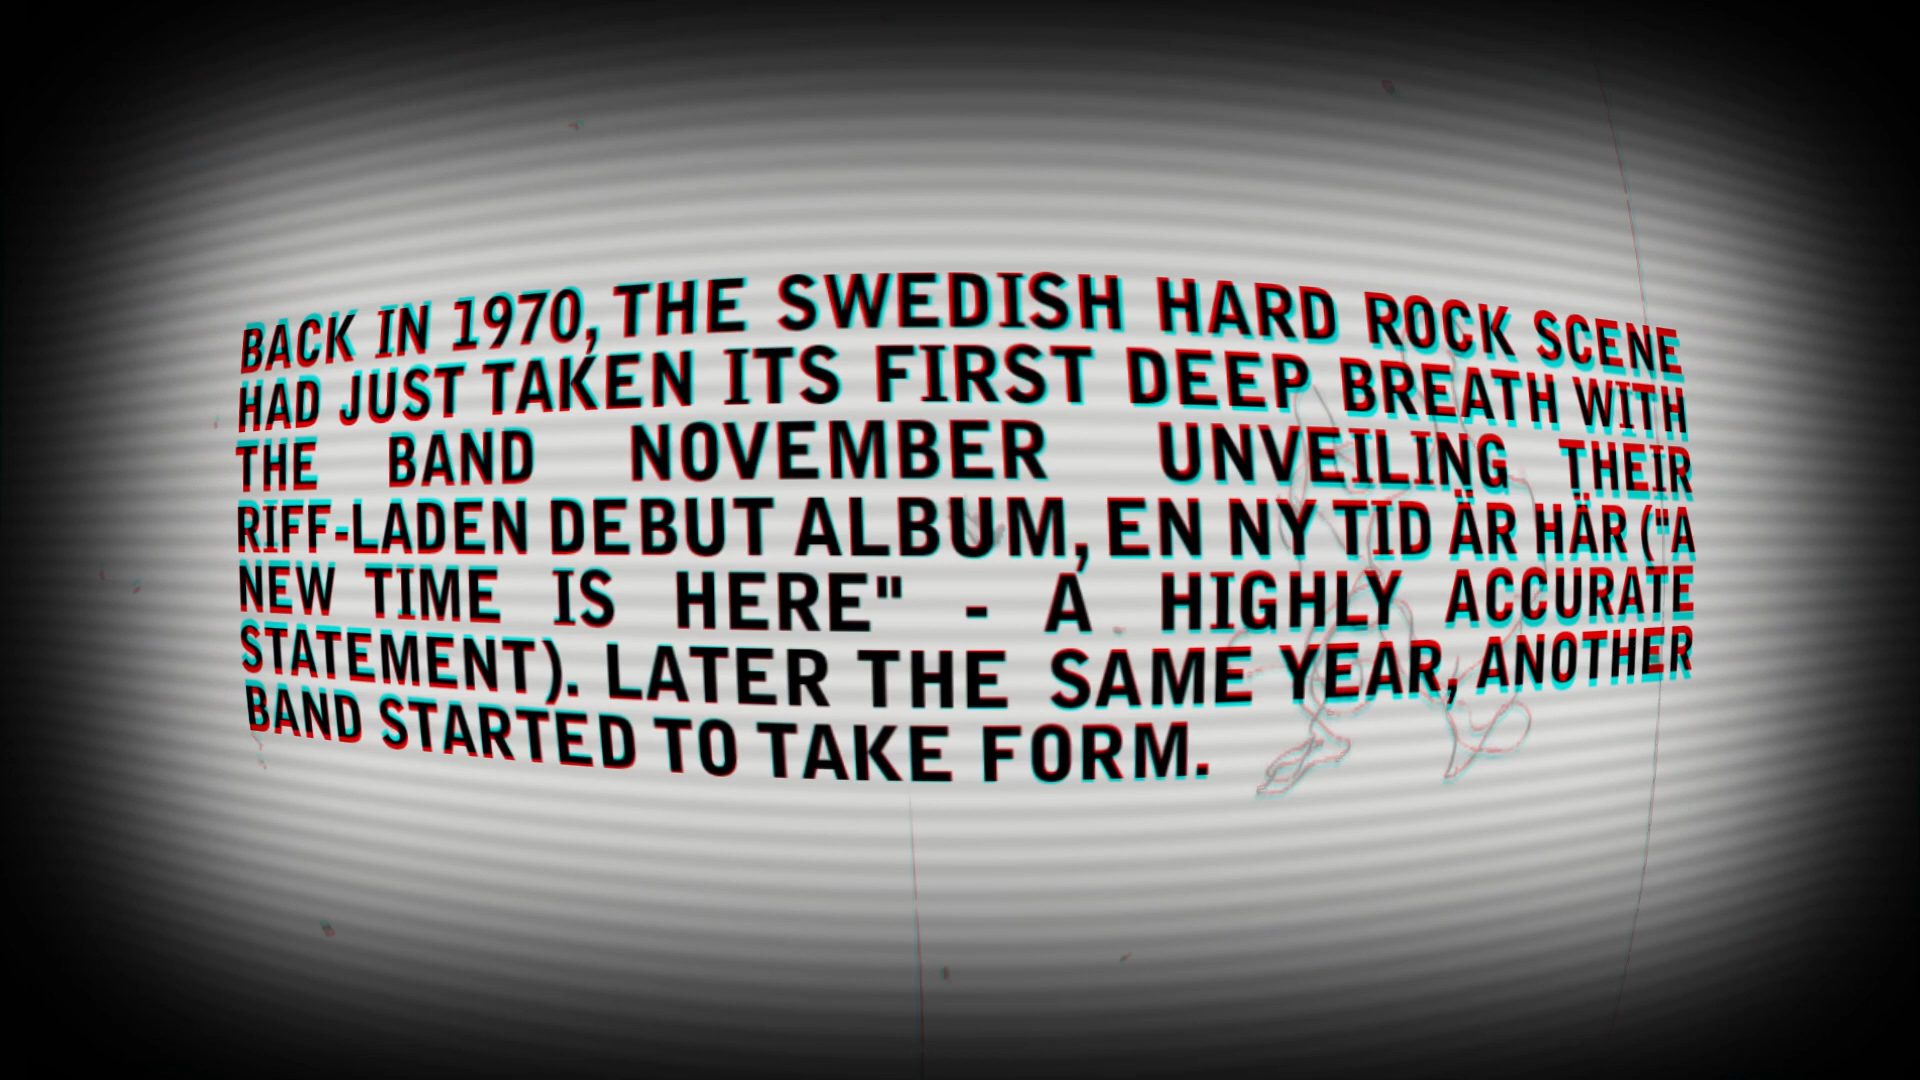 BACK IN 1970, THE SWEDISH HARD ROCK SCENE
HAD JUST TAKEN ITS FIRST DEEP BREATH WITH
THE BAND NOVEMBER UNVEILING THEIR
RIFF-LADEN DEBUT ALBUM, EN NY TID ÄR HÄR ("A
NEW TIME IS HERE" - A HIGHLY ACCURATE
STATEMENT). LATER THE SAME YEAR, ANOTHER
BAND STARTED TO TAKE FORM.